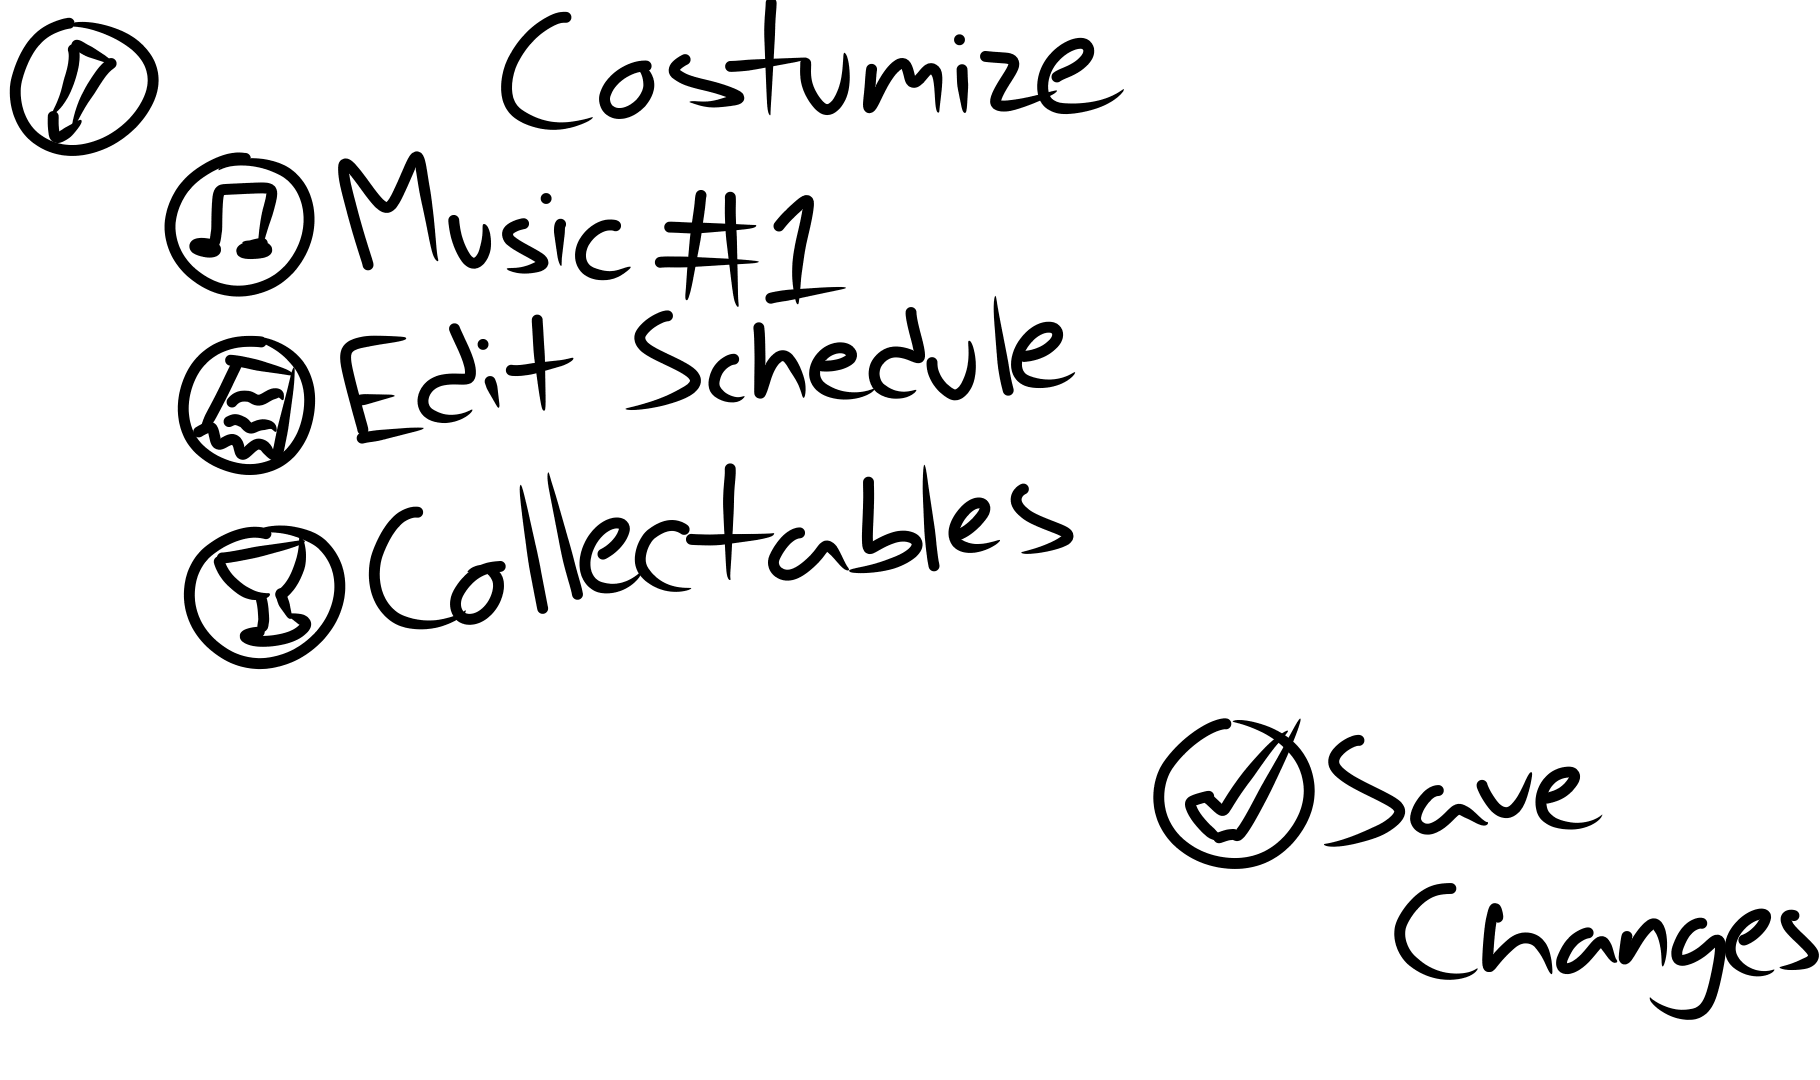 Costumize
Music #1
Edit Schedule
Collectables
Save
Changes